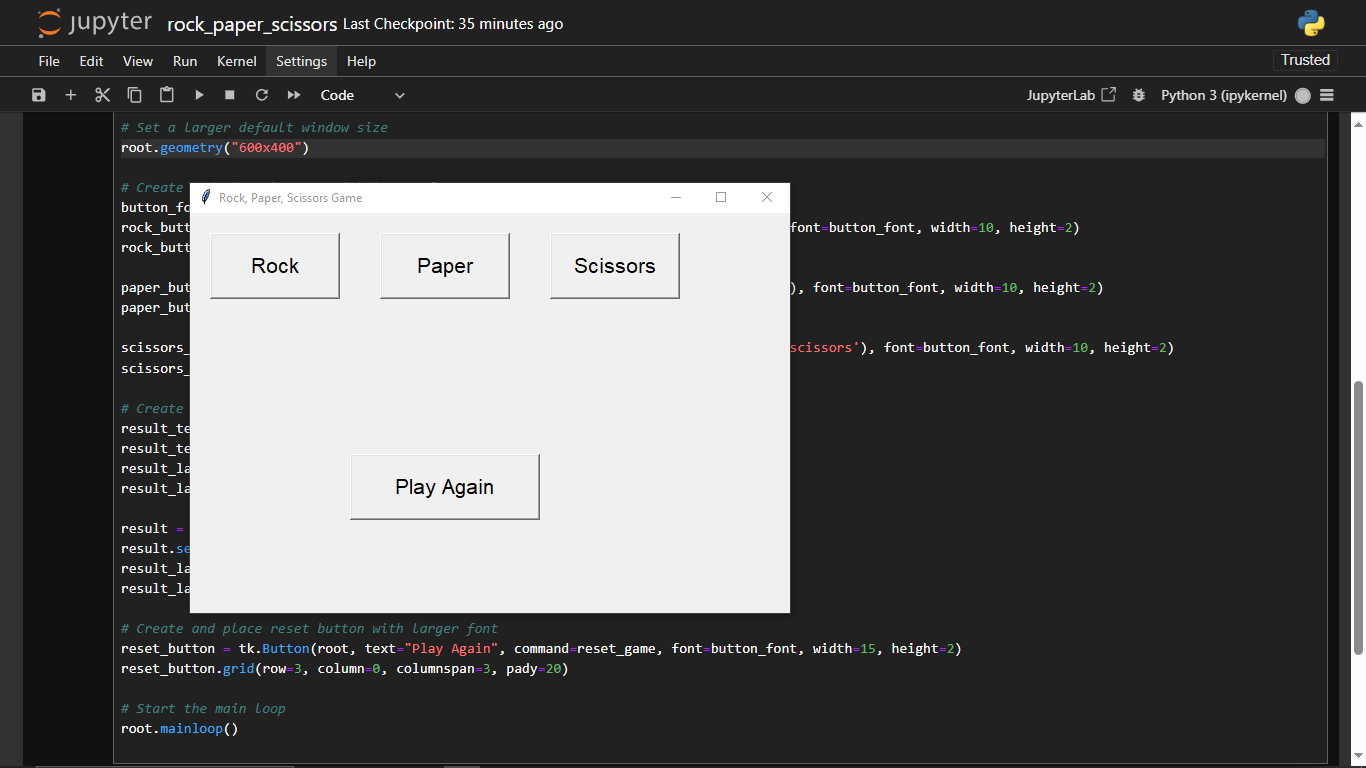 jupyter rock_paper_scissors Last Checkpoint: 35 minutes ago
File Edit View Run Kernel Settings Help Trusted
Code JupyterLab Python 3 (ipykernel)
# Set a larger default window size
root.geometry("600x400")
# Create
Rock, Paper, Scissors Game
button_fo
rock_butt font=button_font, width=10, height=2)
rock_butt
Rock Paper Scissors
paper_but ), font=button_font, width=10, height=2)
paper_but
scissors_ scissors'), font=button_font, width=10, height=2)
scissors_
# Create
result_te
result_te
result_la
result_la
Play Again
result =
result.se
result_la
result_la
# Create and place reset button with larger font
reset_button = tk.Button(root, text="Play Again", command=reset_game, font=button_font, width=15, height=2)
reset_button.grid(row=3, column=0, columnspan=3, pady=20)
# Start the main loop
root.mainloop()